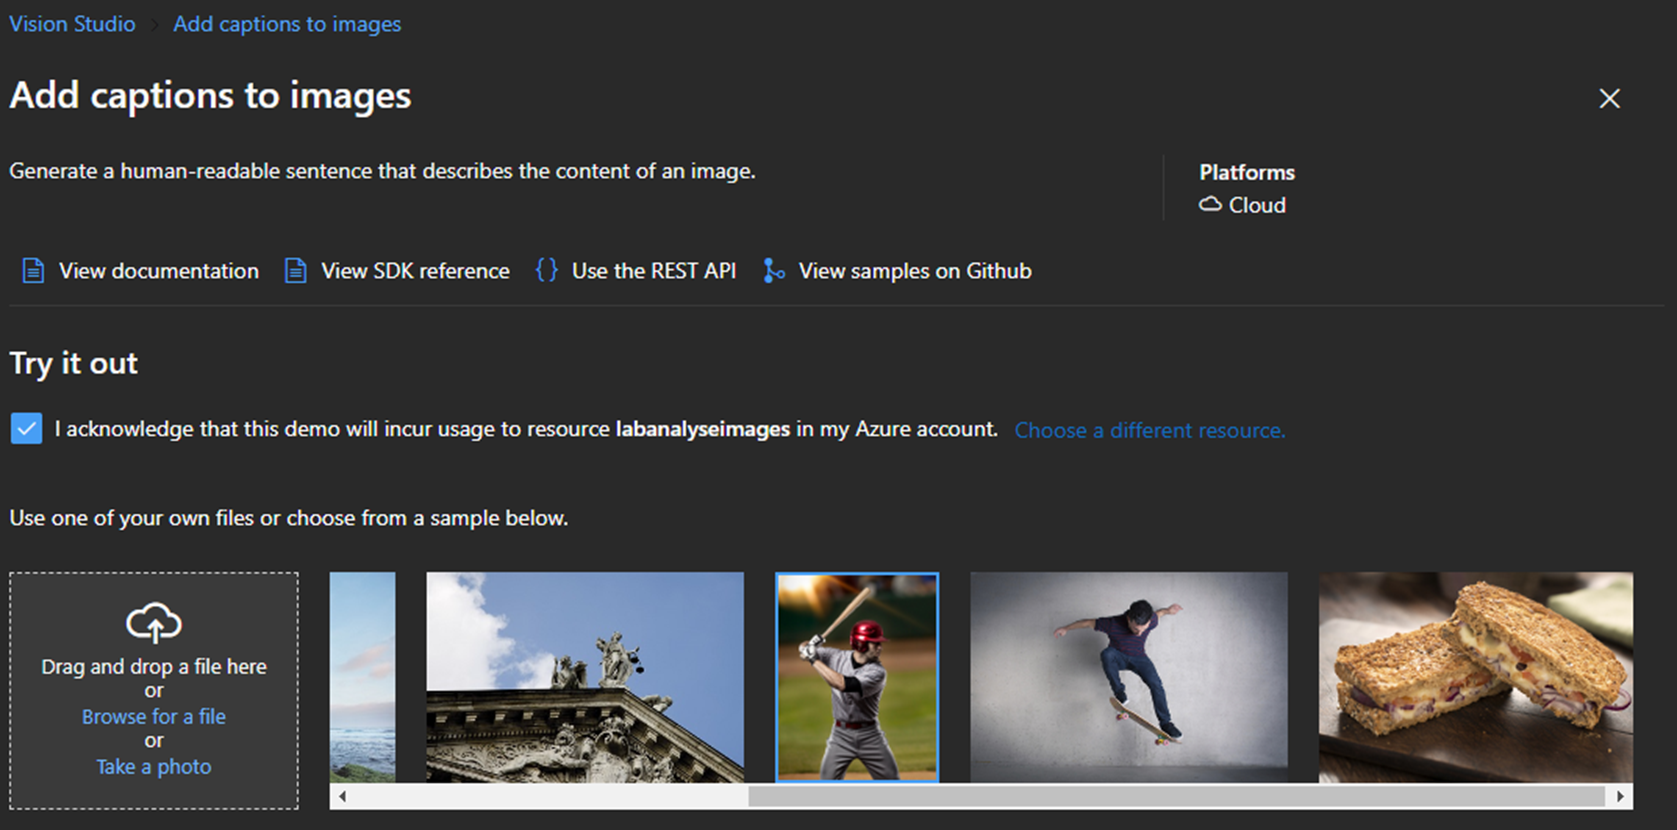 Vision Studio > Add captions to images
Add captions to images
Generate a human-readable sentence that describes the content of an image.
Platforms
Cloud
View documentation View SDK reference {} Use the REST API View samples on Github
Try it out
I acknowledge that this demo will incur usage to resource labanalyseimages in my Azure account. Choose a different resource.
Use one of your own files or choose from a sample below.
Drag and drop a file here
or
Browse for a file
or
Take a photo